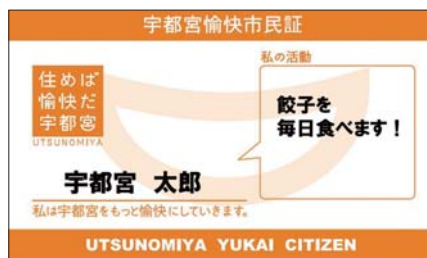 宇都宮愉快市民証
住めば
愉快だ
宇都宮
UTSUNOMIYA
私の活動
餃子を
毎日食べます!
宇都宮 太郎
私は宇都宮をもっと愉快にしていきます。
UTSUNOMIYA YUKAI CITIZEN